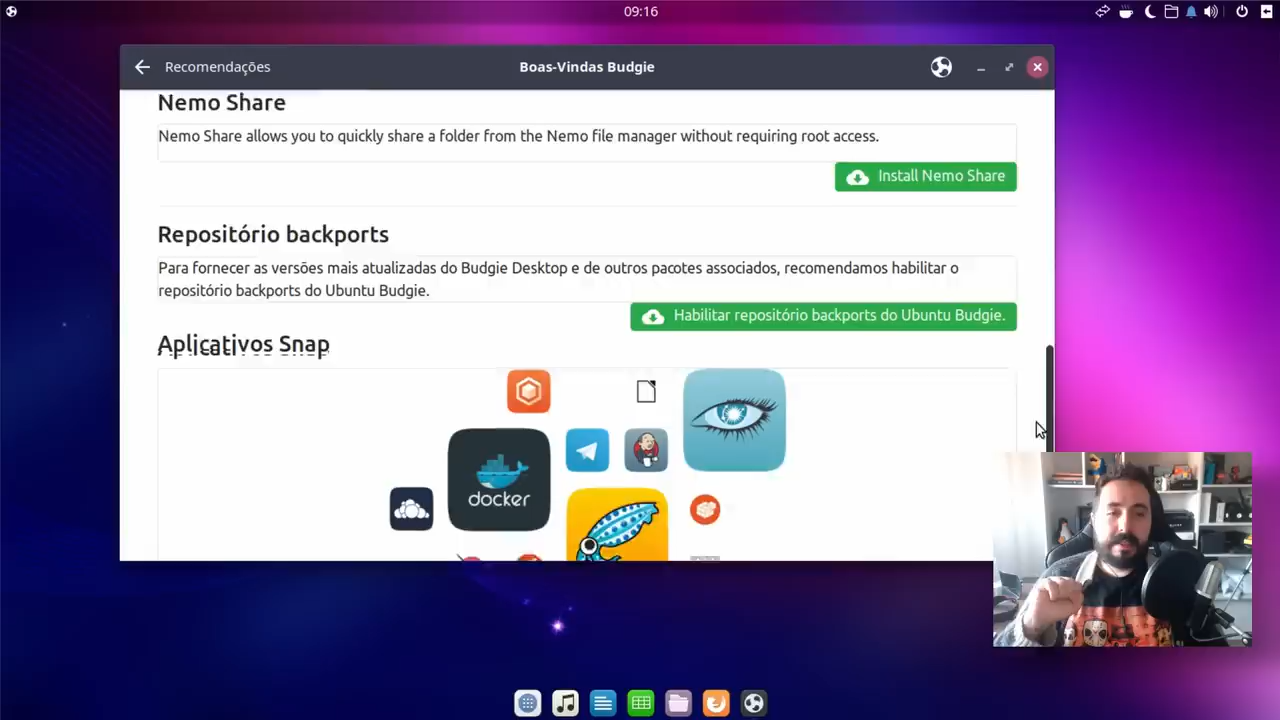 09:16
Recomendações
Boas-Vindas Budgie
Nemo Share
Nemo Share allows you to quickly share a folder from the Nemo file manager without requiring root access.
Install Nemo Share
Repositório backports
Para fornecer as versões mais atualizadas do Budgie Desktop e de outros pacotes associados, recomendamos habilitar o
repositório backports do Ubuntu Budgie.
Habilitar repositório backports do Ubuntu Budgie.
Aplicativos Snap
docker